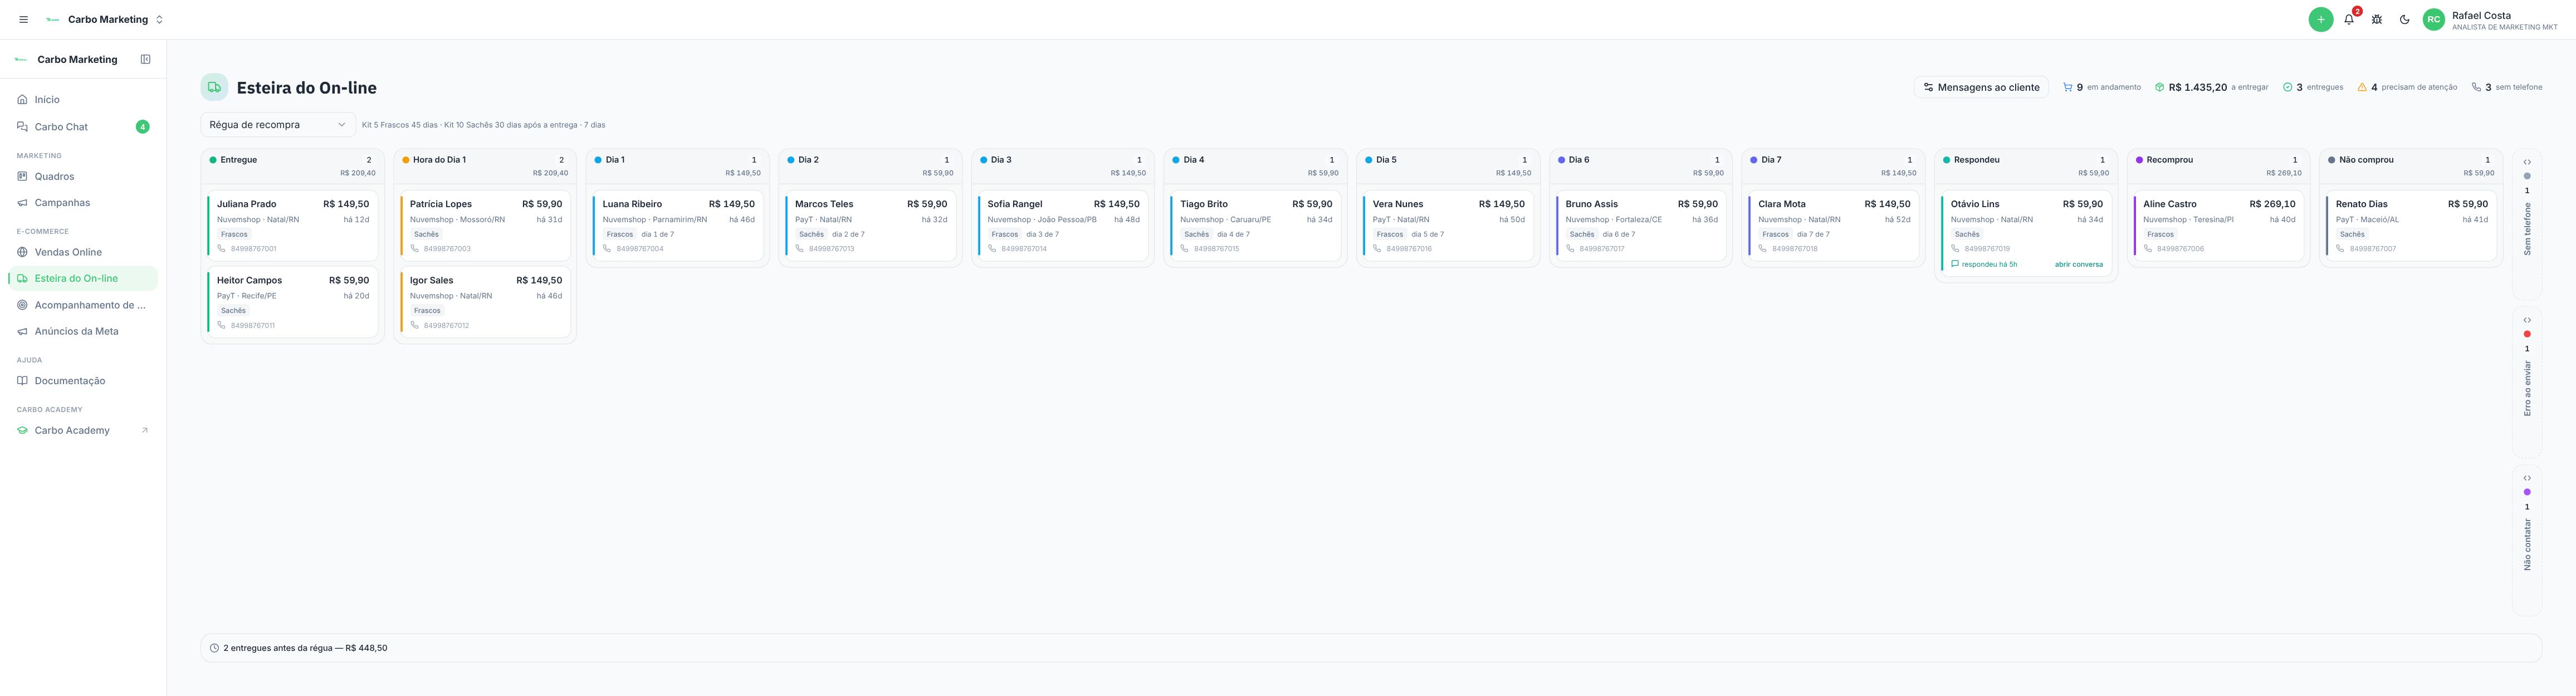 Carbo Marketing
2
RC
Rafael Costa
ANALISTA DE MARKETING MKT
Carbo Marketing
Início
Carbo Chat 4
MARKETING
Quadros
Campanhas
E-COMMERCE
Vendas Online
Esteira do On-line
Acompanhamento de ...
Anúncios da Meta
AJUDA
Documentação
CARBO ACADEMY
Carbo Academy
Esteira do On-line
Mensagens ao cliente
9 em andamento
R$ 1.435,20 a entregar
3 entregues
4 precisam de atenção
3 sem telefone
Régua de recompra
Kit 5 Frascos 45 dias · Kit 10 Sachês 30 dias após a entrega · 7 dias
Entregue 2
R$ 209,40
Juliana Prado R$ 149,50
Nuvemshop · Natal/RN há 12d
Frascos
84998767001
Heitor Campos R$ 59,90
PayT · Recife/PE há 20d
Sachês
84998767011
Hora do Dia 1 2
R$ 209,40
Patrícia Lopes R$ 59,90
Nuvemshop · Mossoró/RN há 31d
Sachês
84998767003
Igor Sales R$ 149,50
Nuvemshop · Natal/RN há 46d
Frascos
84998767012
Dia 1 1
R$ 149,50
Luana Ribeiro R$ 149,50
Nuvemshop · Parnamirim/RN há 46d
Frascos dia 1 de 7
84998767004
Dia 2 1
R$ 59,90
Marcos Teles R$ 59,90
PayT · Natal/RN há 32d
Sachês dia 2 de 7
84998767013
Dia 3 1
R$ 149,50
Sofia Rangel R$ 149,50
Nuvemshop · João Pessoa/PB há 48d
Frascos dia 3 de 7
84998767014
Dia 4 1
R$ 59,90
Tiago Brito R$ 59,90
Nuvemshop · Caruaru/PE há 34d
Sachês dia 4 de 7
84998767015
Dia 5 1
R$ 149,50
Vera Nunes R$ 149,50
PayT · Natal/RN há 50d
Frascos dia 5 de 7
84998767016
Dia 6 1
R$ 59,90
Bruno Assis R$ 59,90
Nuvemshop · Fortaleza/CE há 36d
Sachês dia 6 de 7
84998767017
Dia 7 1
R$ 149,50
Clara Mota R$ 149,50
Nuvemshop · Natal/RN há 52d
Frascos dia 7 de 7
84998767018
Respondeu 1
R$ 59,90
Otávio Lins R$ 59,90
Nuvemshop · Natal/RN há 34d
Sachês
84998767019
respondeu há 5h abrir conversa
Recomprou 1
R$ 269,10
Aline Castro R$ 269,10
Nuvemshop · Teresina/PI há 40d
Frascos
84998767006
Não comprou 1
R$ 59,90
Renato Dias R$ 59,90
PayT · Maceió/AL há 41d
Sachês
84998767007
1
Sem telefone
1
Erro ao enviar
1
Não contatar
2 entregues antes da régua — R$ 448,50